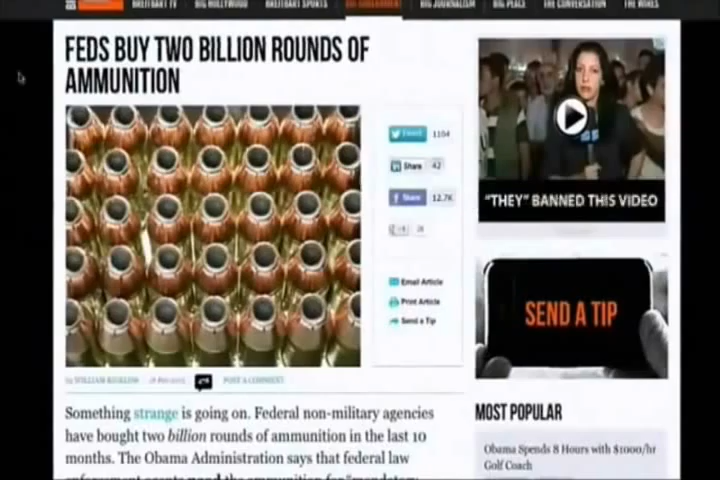 BREITBART TV BIG HOLLYWOOD BREITBART SPORTS BIG GOVERNMENT BIG JOURNALISM BIG PEACE THE CONVERSATION THE WIRES
FEDS BUY TWO BILLION ROUNDS OF
AMMUNITION
Tweet 1104
Share 42
Share 12.7K
Email Article
Print Article
Send a Tip
"THEY" BANNED THIS VIDEO
SEND A TIP
POST A COMMENT
Something strange is going on. Federal non-military agencies
have bought two billion rounds of ammunition in the last 10
months. The Obama Administration says that federal law
MOST POPULAR
Obama Spends 8 Hours with $1000/hr
Golf Coach